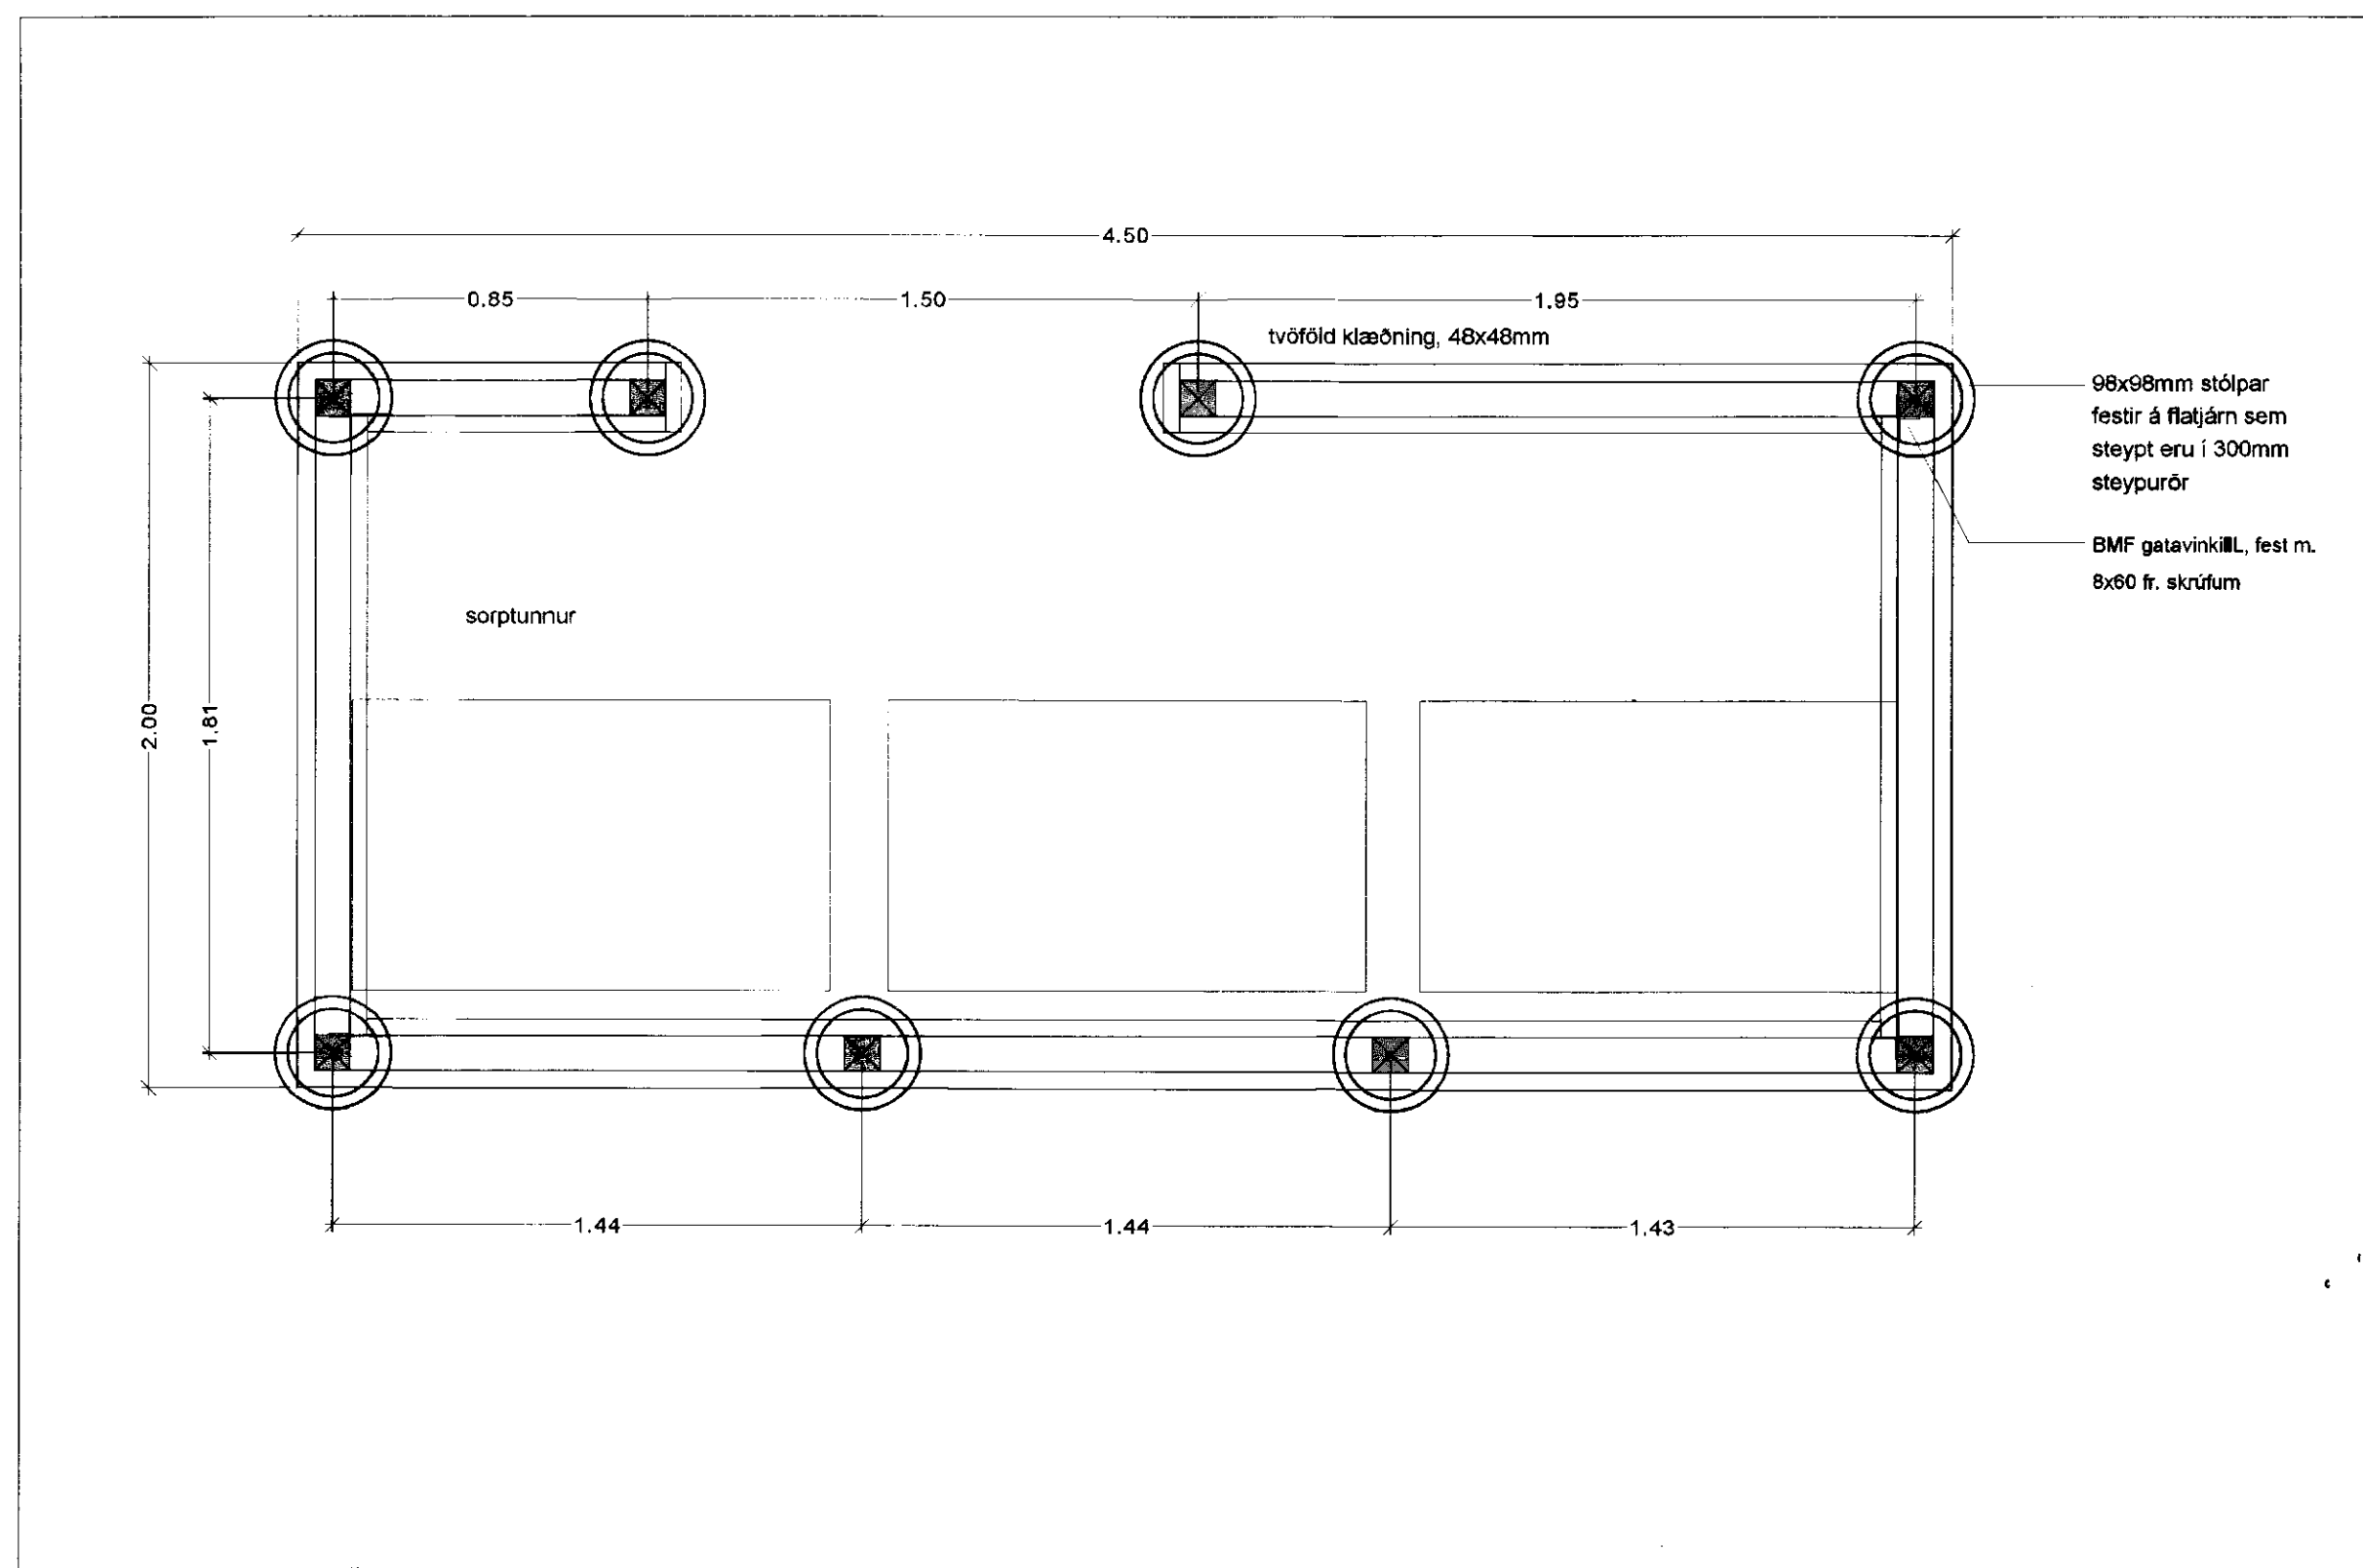 4.50
0.85
1.50
1.95
tvöföld klæðning, 48x48mm
98x98mm stólpar
festir á flatjárn sem
steypt eru í 300mm
steypurör
BMF gatavinkillL, fest m.
8x60 fr. skrúfum
sorptunnur
2.00
1.81
1.44
1.44
1.43